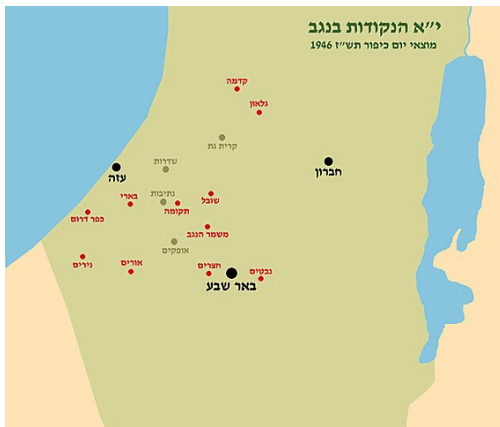 י״א הנקודות בנגב
מוצאי יום כיפור תש״ז 1946
קדמה
גלאון
קרית גת
שדרות
עזה
חברון
נתיבות
בארי
תקומה
שובל
כפר דרום
משמר הנגב
אופקים
נירים
אורים
חצרים
נבטים
באר שבע